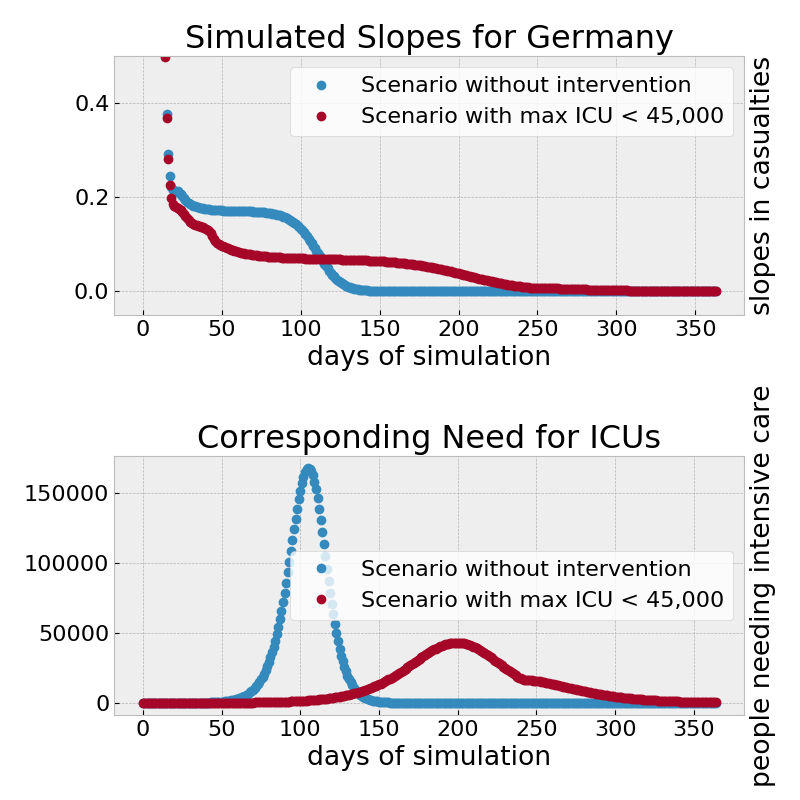 Simulated Slopes for Germany
Scenario without intervention
Scenario with max ICU < 45,000
0.4
0.2
0.0
0 50 100 150 200 250 300 350
days of simulation
slopes in casualties
Corresponding Need for ICUs
Scenario without intervention
Scenario with max ICU < 45,000
150000
100000
50000
0
0 50 100 150 200 250 300 350
days of simulation
people needing intensive care